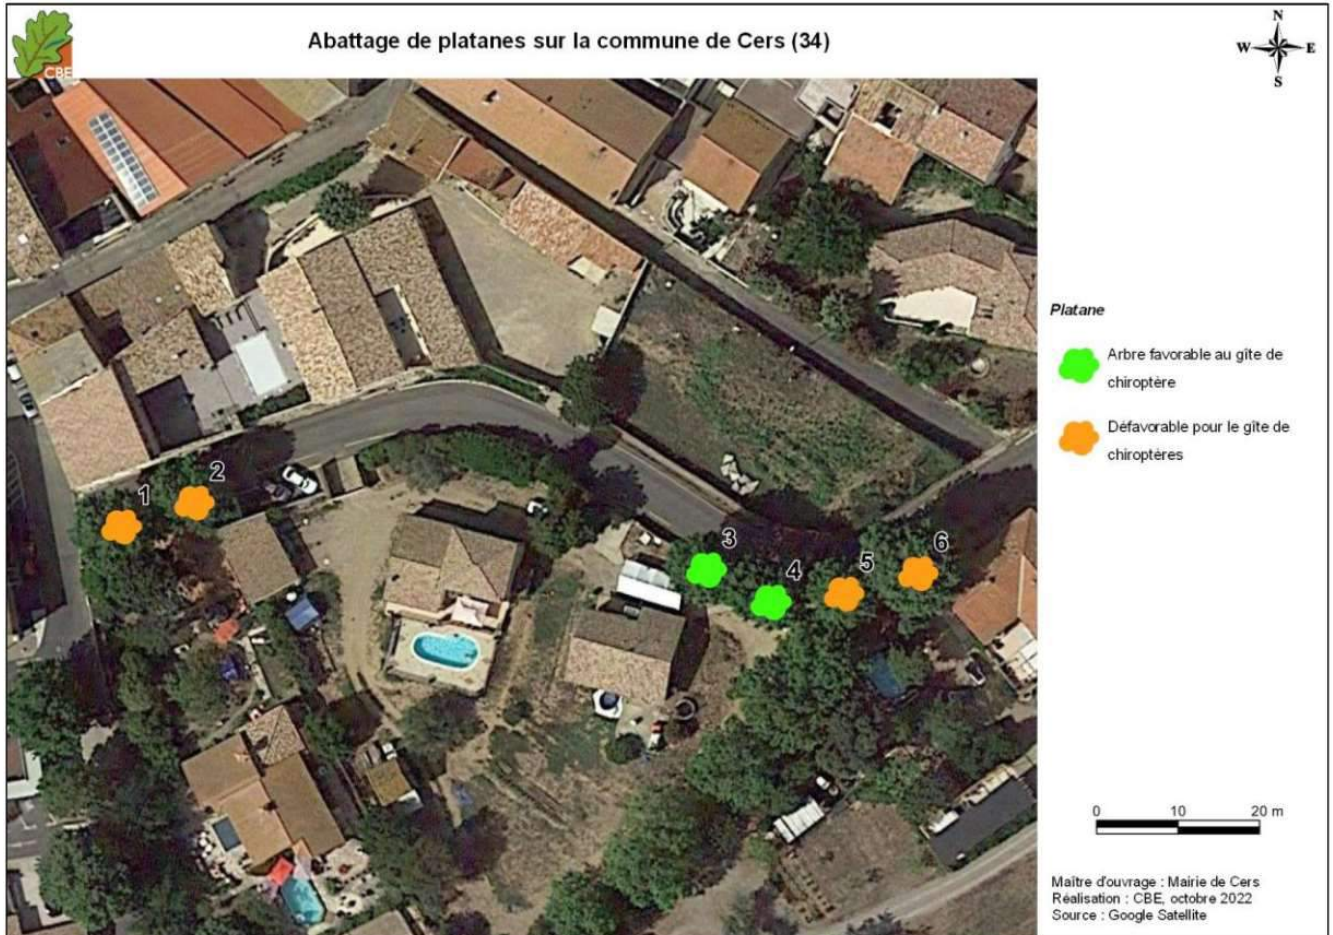 CBE
Abattage de platanes sur la commune de Cers (34)
N
W E
S
1
2
3
4
5
6
Platane
Arbre favorable au gîte de
chiroptère
Défavorable pour le gîte de
chiroptères
0 10 20 m
Maître d'ouvrage : Mairie de Cers
Réalisation : CBE, octobre 2022
Source : Google Satellite